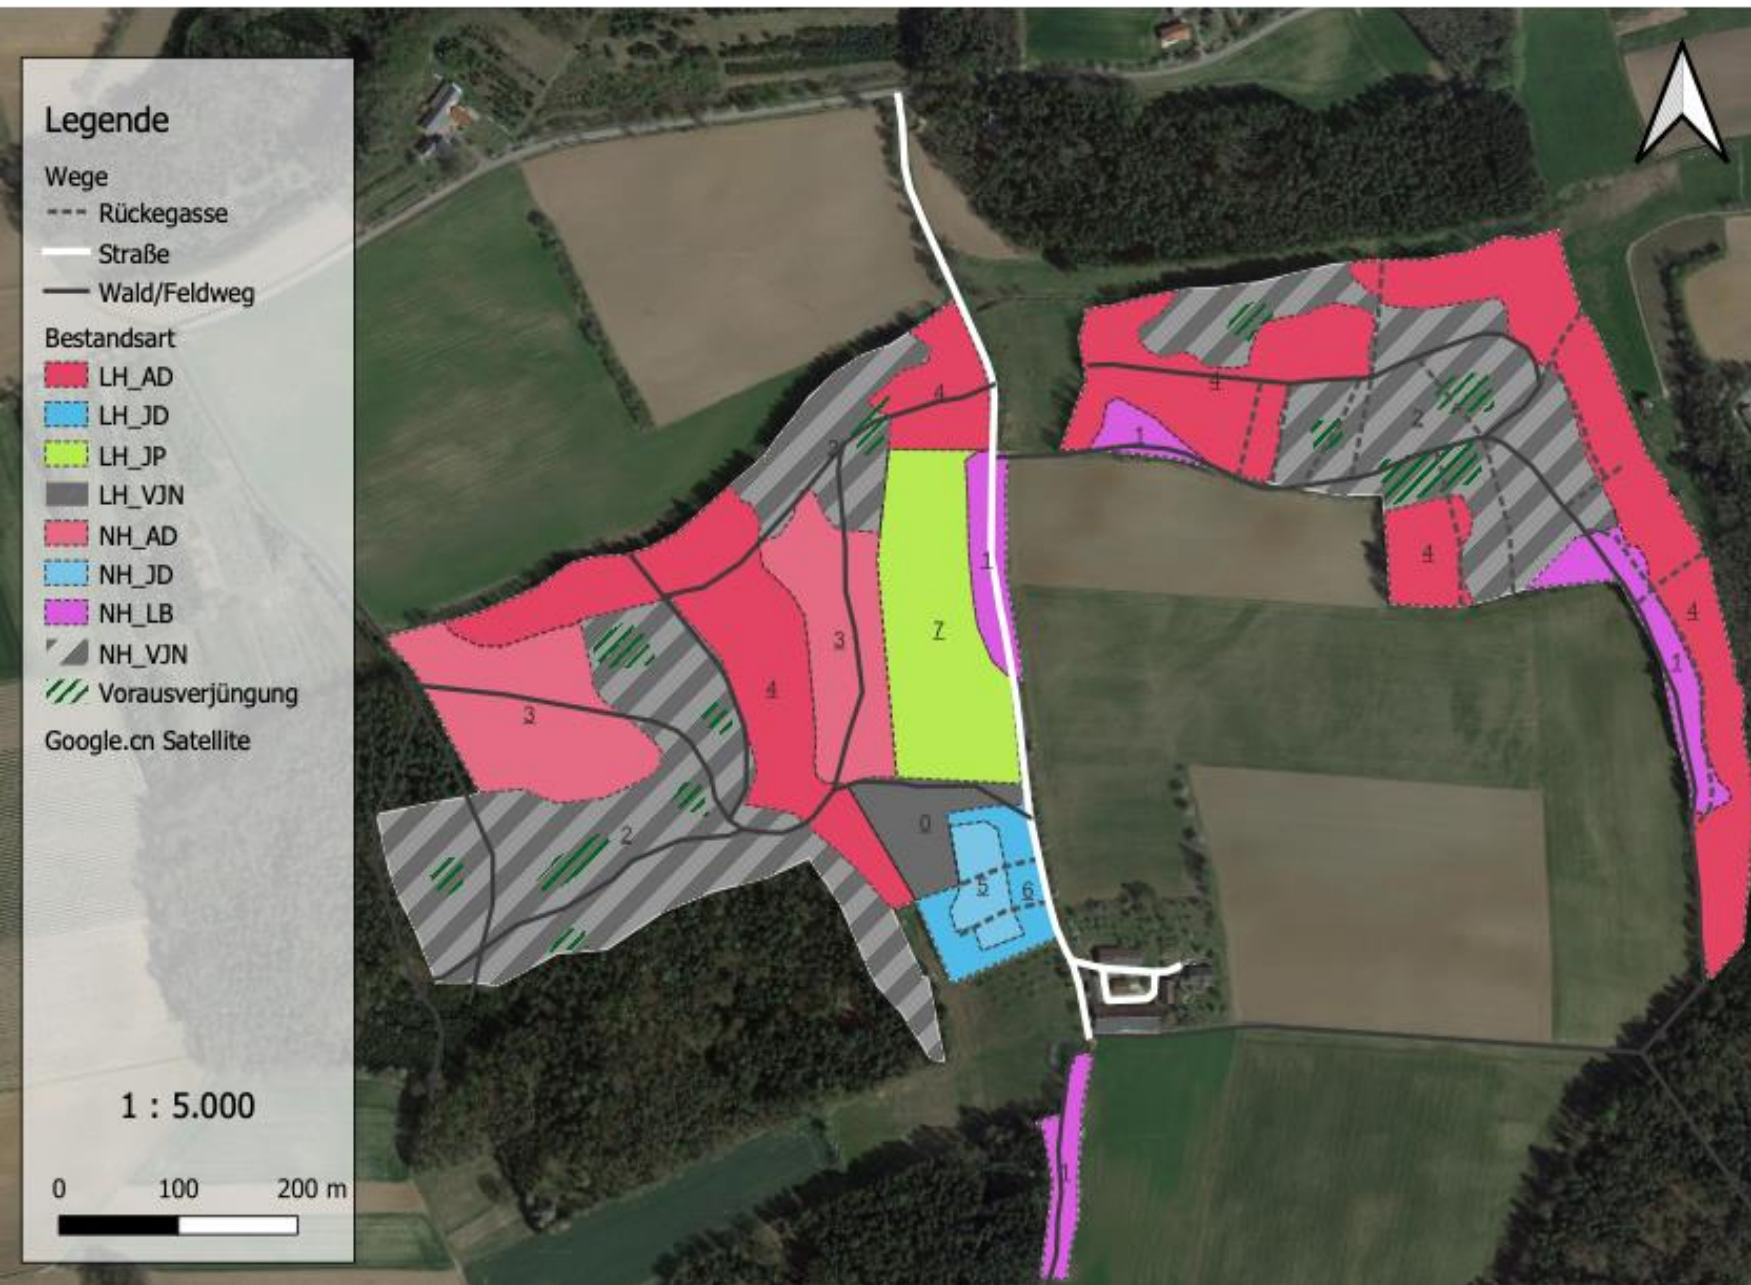 Legende
Wege
Rückegasse
Straße
Wald/Feldweg
Bestandsart
LH_AD
LH_JD
LH_JP
LH_VJN
NH_AD
NH_JD
NH_LB
NH_VJN
Vorausverjüngung
Google.cn Satellite
1 : 5.000
0 100 200 m
4
4
2
1
2
4
1
3
7
4
4
1
3
2
0
5
6
1